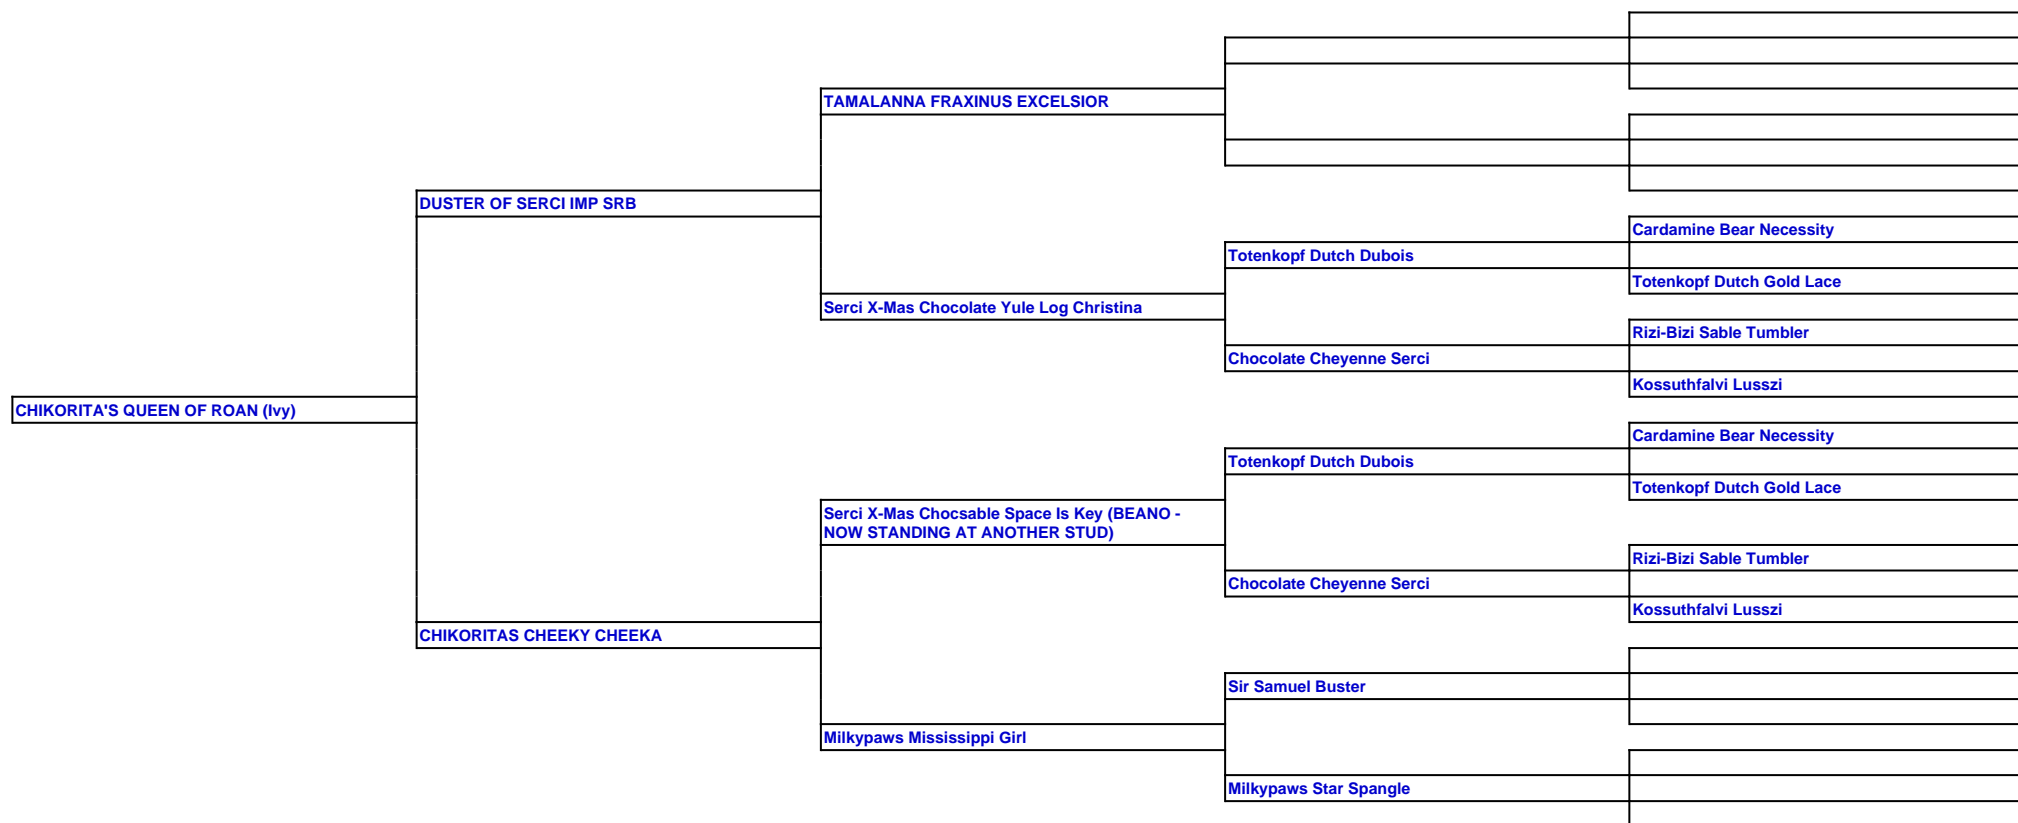 TAMALANNA FRAXINUS EXCELSIOR
DUSTER OF SERCI IMP SRB
Cardamine Bear Necessity
Totenkopf Dutch Dubois
Totenkopf Dutch Gold Lace
Serci X-Mas Chocolate Yule Log Christina
Rizi-Bizi Sable Tumbler
Chocolate Cheyenne Serci
Kossuthfalvi Lusszi
CHIKORITA'S QUEEN OF ROAN (Ivy)
Cardamine Bear Necessity
Totenkopf Dutch Dubois
Totenkopf Dutch Gold Lace
Serci X-Mas Chocsable Space Is Key (BEANO -
NOW STANDING AT ANOTHER STUD)
Rizi-Bizi Sable Tumbler
Chocolate Cheyenne Serci
Kossuthfalvi Lusszi
CHIKORITAS CHEEKY CHEEKA
Sir Samuel Buster
Milkypaws Mississippi Girl
Milkypaws Star Spangle